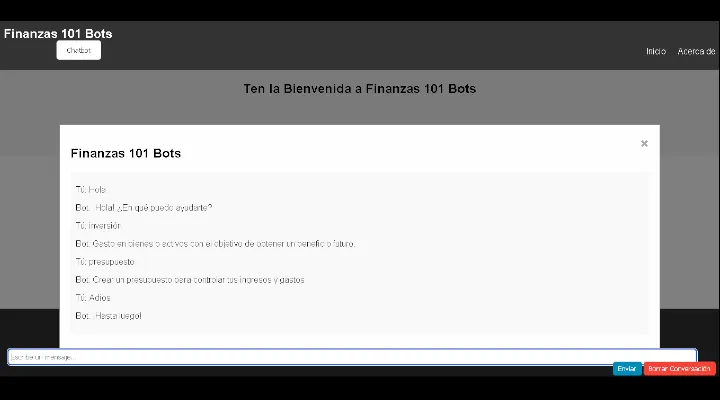 Finanzas 101 Bots
Chatbot
Inicio Acerca de
Ten la Bienvenida a Finanzas 101 Bots
×
Finanzas 101 Bots
Tú: Hola
Bot: ¡Hola! ¿En qué puedo ayudarte?
Tú: inversión
Bot: Gasto en bienes o activos con el objetivo de obtener un beneficio futuro.
Tú: presupuesto
Bot: Crear un presupuesto para controlar tus ingresos y gastos
Tú: Adios
Bot: ¡Hasta luego!
Escribe un mensaje...
Enviar Borrar Conversación